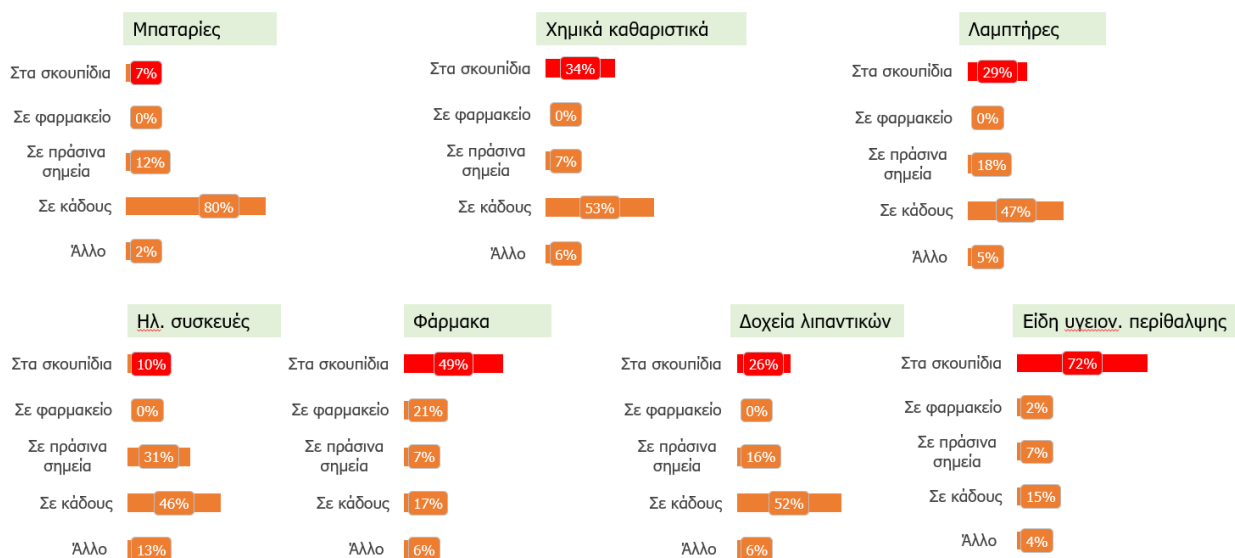 Μπαταρίες
Στα σκουπίδια 7%
Σε φαρμακείο 0%
Σε πράσινα
σημεία 12%
Σε κάδους 80%
Άλλο 2%
Χημικά καθαριστικά
Στα σκουπίδια 34%
Σε φαρμακείο 0%
Σε πράσινα
σημεία 7%
Σε κάδους 53%
Άλλο 6%
Λαμπτήρες
Στα σκουπίδια 29%
Σε φαρμακείο 0%
Σε πράσινα
σημεία 18%
Σε κάδους 47%
Άλλο 5%
Ηλ. συσκευές
Στα σκουπίδια 10%
Σε φαρμακείο 0%
Σε πράσινα
σημεία 31%
Σε κάδους 46%
Άλλο 13%
Φάρμακα
Στα σκουπίδια 49%
Σε φαρμακείο 21%
Σε πράσινα
σημεία 7%
Σε κάδους 17%
Άλλο 6%
Δοχεία λιπαντικών
Στα σκουπίδια 26%
Σε φαρμακείο 0%
Σε πράσινα
σημεία 16%
Σε κάδους 52%
Άλλο 6%
Είδη υγειον. περίθαλψης
Στα σκουπίδια 72%
Σε φαρμακείο 2%
Σε πράσινα
σημεία 7%
Σε κάδους 15%
Άλλο 4%